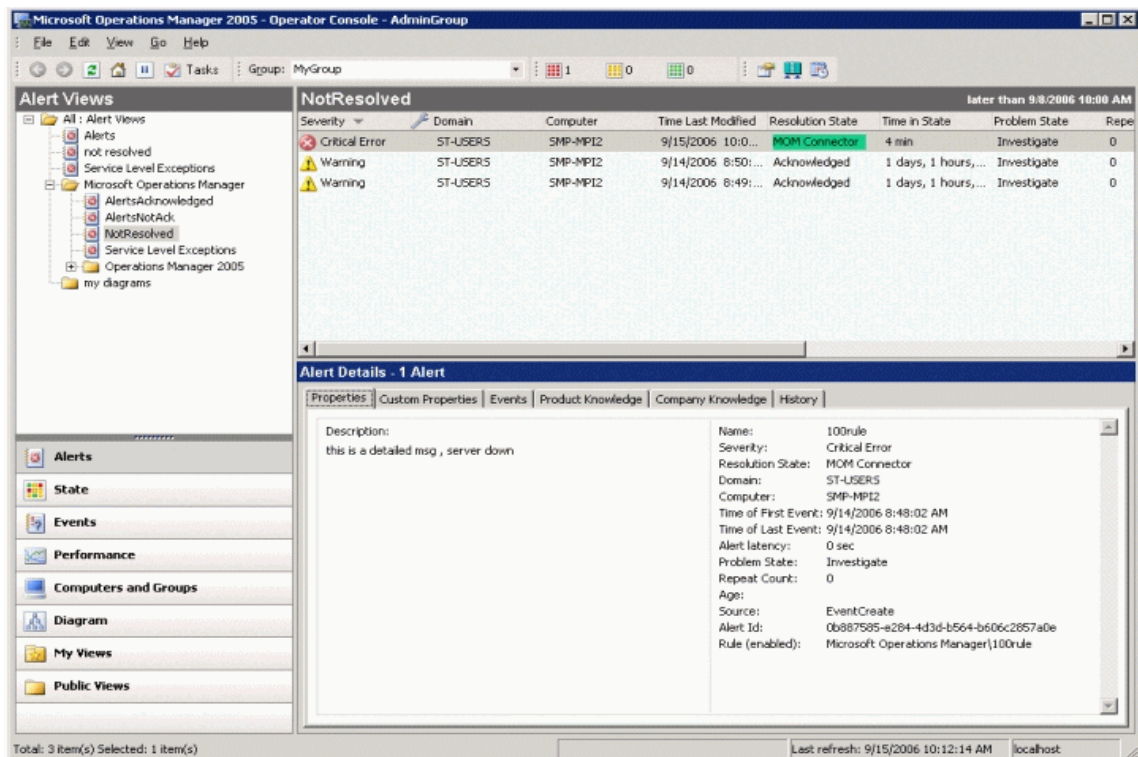 Microsoft Operations Manager 2005 - Operator Console - AdminGroup
File Edit View Go Help
Tasks Group: MyGroup 1 0 0
Alert Views
All : Alert Views
Alerts
not resolved
Service Level Exceptions
Microsoft Operations Manager
AlertsAcknowledged
AlertsNotAck
NotResolved
Service Level Exceptions
Operations Manager 2005
my diagrams
Alerts
State
Events
Performance
Computers and Groups
Diagram
My Views
Public Views
NotResolved later than 9/8/2006 10:00 AM
Severity Domain Computer Time Last Modified Resolution State Time in State Problem State Repe
Critical Error ST-USERS SMP-MPI2 9/15/2006 10:0... MOM Connector 4 min Investigate 0
Warning ST-USERS SMP-MPI2 9/14/2006 8:50:... Acknowledged 1 days, 1 hours,... Investigate 0
Warning ST-USERS SMP-MPI2 9/14/2006 8:49:... Acknowledged 1 days, 1 hours,... Investigate 0
Alert Details - 1 Alert
Properties Custom Properties Events Product Knowledge Company Knowledge History
Description:
this is a detailed msg , server down
Name: 100rule
Severity: Critical Error
Resolution State: MOM Connector
Domain: ST-USERS
Computer: SMP-MPI2
Time of First Event: 9/14/2006 8:48:02 AM
Time of Last Event: 9/14/2006 8:48:02 AM
Alert latency: 0 sec
Problem State: Investigate
Repeat Count: 0
Age:
Source: EventCreate
Alert Id: 0b887585-e284-4d3d-b564-b606c2857a0e
Rule (enabled): Microsoft Operations Manager\100rule
Total: 3 item(s) Selected: 1 item(s) Last refresh: 9/15/2006 10:12:14 AM localhost